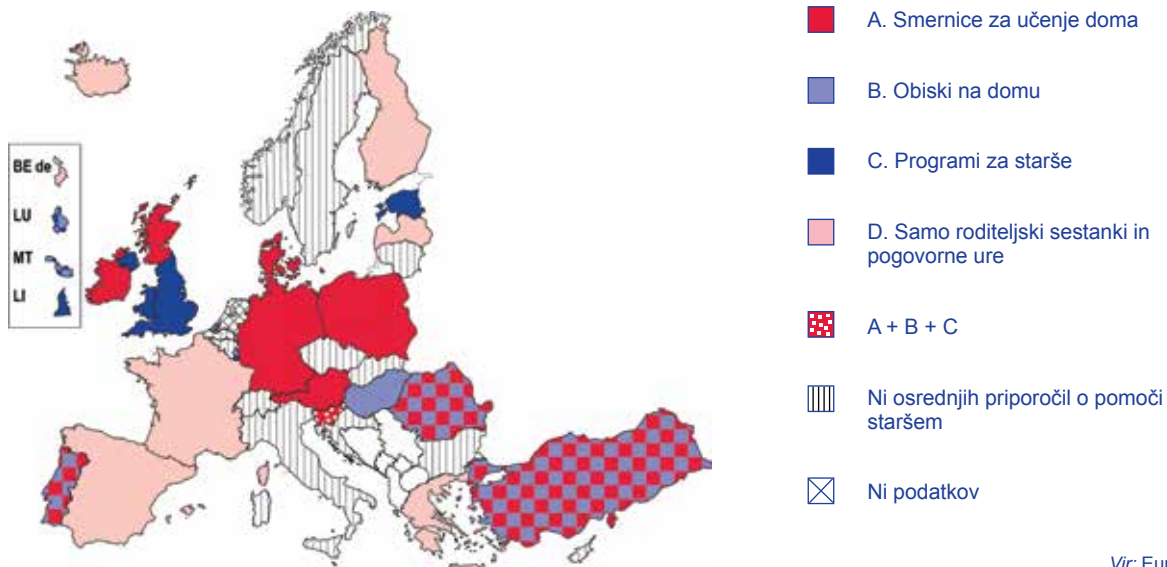 BE de
LU
MT
LI
A. Smernice za učenje doma
B. Obiski na domu
C. Programi za starše
D. Samo roditeljski sestanki in
pogovorne ure
A + B + C
Ni osrednjih priporočil o pomoči
staršem
Ni podatkov
Vir: